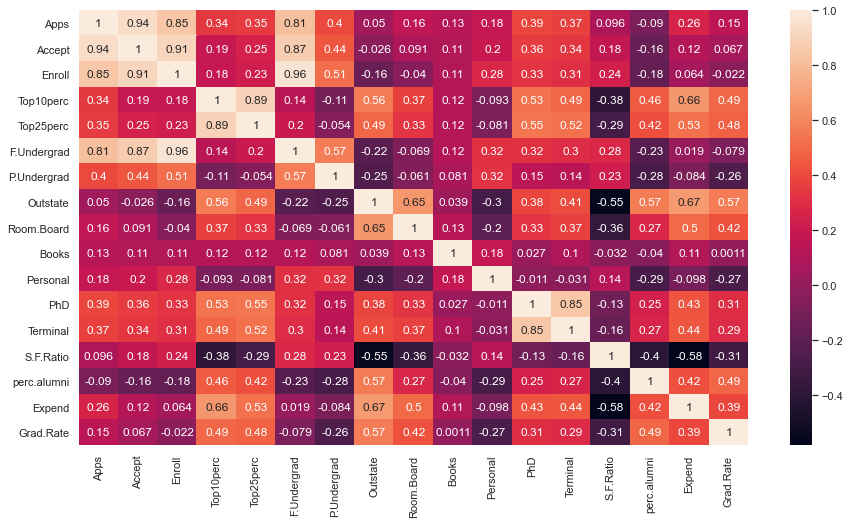 Apps 1 0.94 0.85 0.34 0.35 0.81 0.4 0.05 0.16 0.13 0.18 0.39 0.37 0.096 -0.09 0.26 0.15
Accept 0.94 1 0.91 0.19 0.25 0.87 0.44 -0.026 0.091 0.11 0.2 0.36 0.34 0.18 -0.16 0.12 0.067
Enroll 0.85 0.91 1 0.18 0.23 0.96 0.51 -0.16 -0.04 0.11 0.28 0.33 0.31 0.24 -0.18 0.064 -0.022
Top10perc 0.34 0.19 0.18 1 0.89 0.14 -0.11 0.56 0.37 0.12 -0.093 0.53 0.49 -0.38 0.46 0.66 0.49
Top25perc 0.35 0.25 0.23 0.89 1 0.2 -0.054 0.49 0.33 0.12 -0.081 0.55 0.52 -0.29 0.42 0.53 0.48
F.Undergrad 0.81 0.87 0.96 0.14 0.2 1 0.57 -0.22 -0.069 0.12 0.32 0.32 0.3 0.28 -0.23 0.019 -0.079
P.Undergrad 0.4 0.44 0.51 -0.11 -0.054 0.57 1 -0.25 -0.061 0.081 0.32 0.15 0.14 0.23 -0.28 -0.084 -0.26
Outstate 0.05 -0.026 -0.16 0.56 0.49 -0.22 -0.25 1 0.65 0.039 -0.3 0.38 0.41 -0.55 0.57 0.67 0.57
Room.Board 0.16 0.091 -0.04 0.37 0.33 -0.069 -0.061 0.65 1 0.13 -0.2 0.33 0.37 -0.36 0.27 0.5 0.42
Books 0.13 0.11 0.11 0.12 0.12 0.12 0.081 0.039 0.13 1 0.18 0.027 0.1 -0.032 -0.04 0.11 0.0011
Personal 0.18 0.2 0.28 -0.093 -0.081 0.32 0.32 -0.3 -0.2 0.18 1 -0.011 -0.031 0.14 -0.29 -0.098 -0.27
PhD 0.39 0.36 0.33 0.53 0.55 0.32 0.15 0.38 0.33 0.027 -0.011 1 0.85 -0.13 0.25 0.43 0.31
Terminal 0.37 0.34 0.31 0.49 0.52 0.3 0.14 0.41 0.37 0.1 -0.031 0.85 1 -0.16 0.27 0.44 0.29
S.F.Ratio 0.096 0.18 0.24 -0.38 -0.29 0.28 0.23 -0.55 -0.36 -0.032 0.14 -0.13 -0.16 1 -0.4 -0.58 -0.31
perc.alumni -0.09 -0.16 -0.18 0.46 0.42 -0.23 -0.28 0.57 0.27 -0.04 -0.29 0.25 0.27 -0.4 1 0.42 0.49
Expend 0.26 0.12 0.064 0.66 0.53 0.019 -0.084 0.67 0.5 0.11 -0.098 0.43 0.44 -0.58 0.42 1 0.39
Grad.Rate 0.15 0.067 -0.022 0.49 0.48 -0.079 -0.26 0.57 0.42 0.0011 -0.27 0.31 0.29 -0.31 0.49 0.39 1
Apps Accept Enroll Top10perc Top25perc F.Undergrad P.Undergrad Outstate Room.Board Books Personal PhD Terminal S.F.Ratio perc.alumni Expend Grad.Rate
1.0
0.8
0.6
0.4
0.2
0.0
-0.2
-0.4